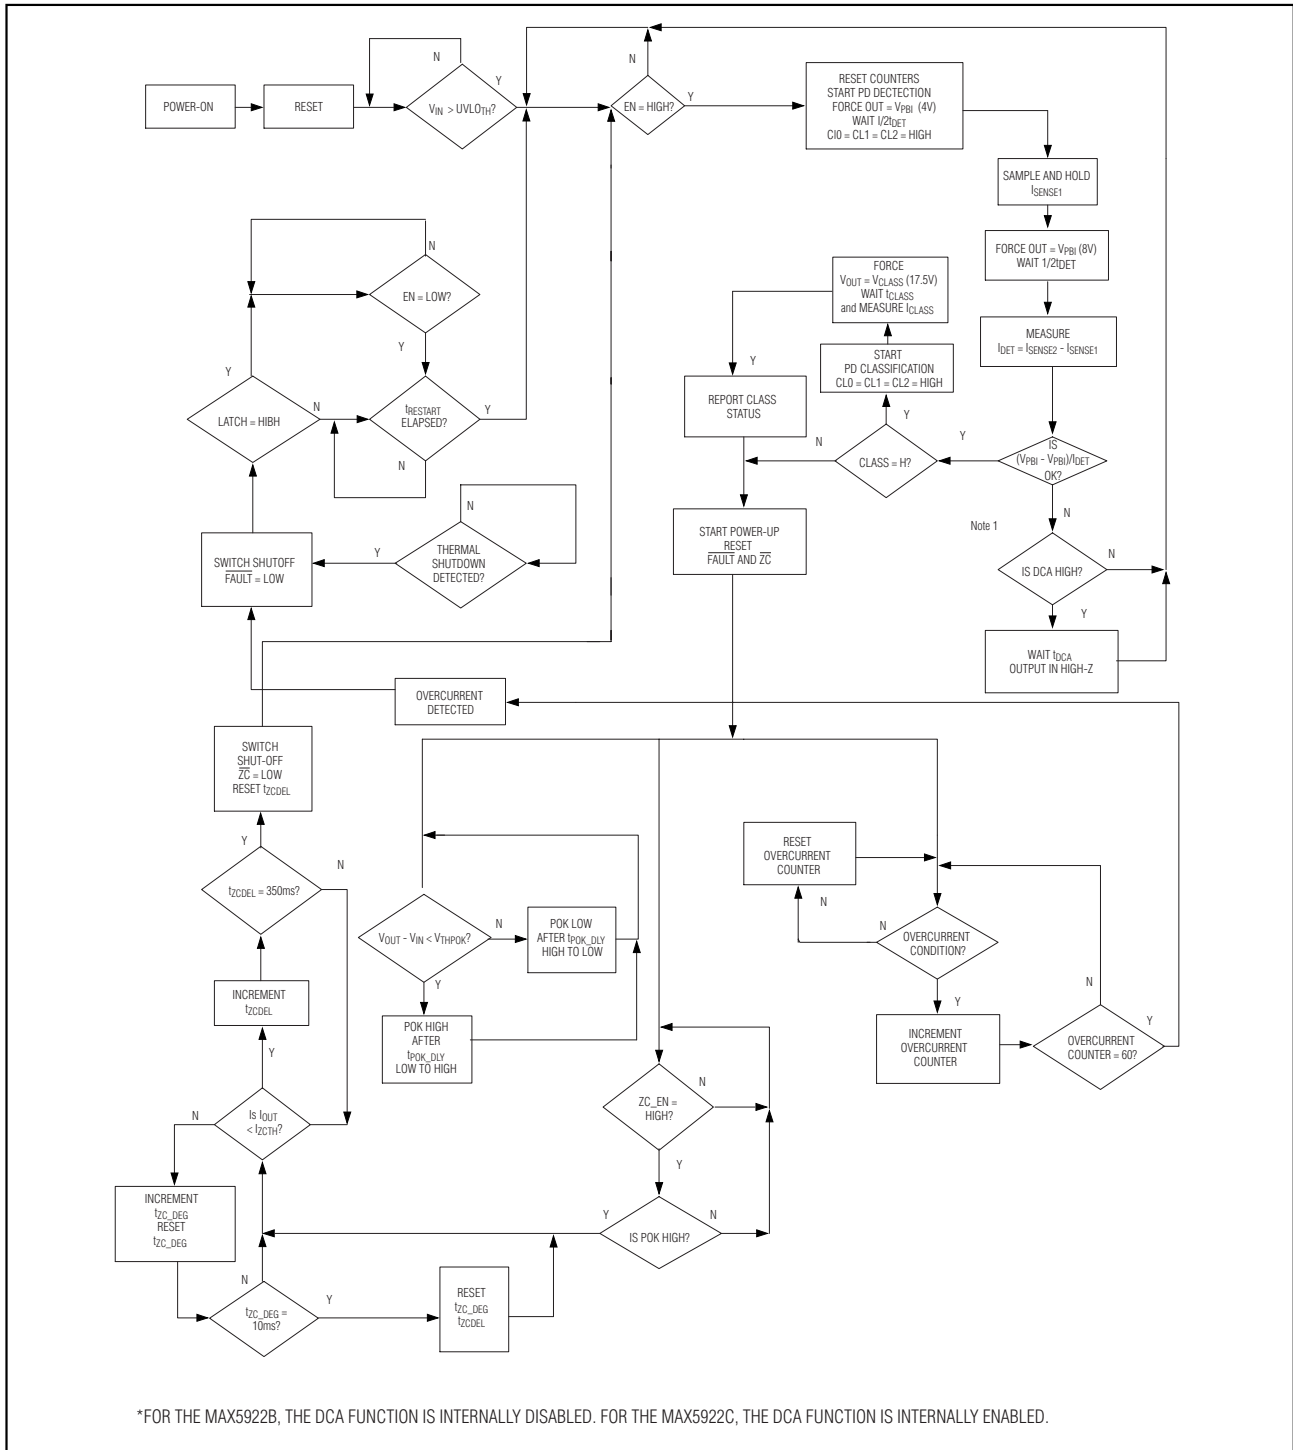 POWER-ON
RESET
N
VIN > UVLOTH?
Y
N
EN = HIGH?
Y
RESET COUNTERS
START PD DECTECTION
FORCE OUT = VPBI (4V)
WAIT I/2tDET
Cl0 = CL1 = CL2 = HIGH
SAMPLE AND HOLD
ISENSE1
FORCE OUT = VPBI (8V)
WAIT 1/2tDET
MEASURE
IDET = ISENSE2 - ISENSE1
IS
(VPBI - VPBI)/IDET
OK?
Y
N
Note 1
IS DCA HIGH?
N
Y
WAIT tDCA
OUTPUT IN HIGH-Z
FORCE
VOUT = VCLASS (17.5V)
WAIT tCLASS
and MEASURE ICLASS
START
PD CLASSIFICATION
CL0 = CL1 = CL2 = HIGH
Y
Y
CLASS = H?
N
REPORT CLASS
STATUS
START POWER-UP
RESET
FAULT AND ZC
N
EN = LOW?
Y
Y
LATCH = HIBH
N
tRESTART
ELAPSED?
Y
N
N
THERMAL
SHUTDOWN
DETECTED?
Y
SWITCH SHUTOFF
FAULT = LOW
OVERCURRENT
DETECTED
SWITCH
SHUT-OFF
ZC = LOW
RESET tZCDEL
Y
N
tZCDEL = 350ms?
INCREMENT
tZCDEL
Y
N
Is IOUT
< IZCTH?
INCREMENT
tZC_DEG
RESET
tZC_DEG
N
tZC_DEG =
10ms?
Y
RESET
tZC_DEG
tZCDEL
VOUT - VIN < VTHPOK?
N
Y
POK LOW
AFTER tPOK_DLY
HIGH TO LOW
POK HIGH
AFTER
tPOK_DLY
LOW TO HIGH
ZC_EN =
HIGH?
N
Y
Y
IS POK HIGH?
N
RESET
OVERCURRENT
COUNTER
N
N
OVERCURRENT
CONDITION?
Y
INCREMENT
OVERCURRENT
COUNTER
N
OVERCURRENT
COUNTER = 60?
Y
*FOR THE MAX5922B, THE DCA FUNCTION IS INTERNALLY DISABLED. FOR THE MAX5922C, THE DCA FUNCTION IS INTERNALLY ENABLED.